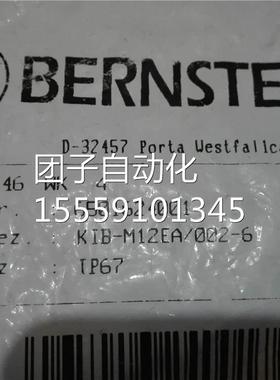 BERNSTE
D-32457 Porta Westfalica
46 WK 4
团子自动化
15559101345
ez. : KIB-M12EA/002-6
z : IP67